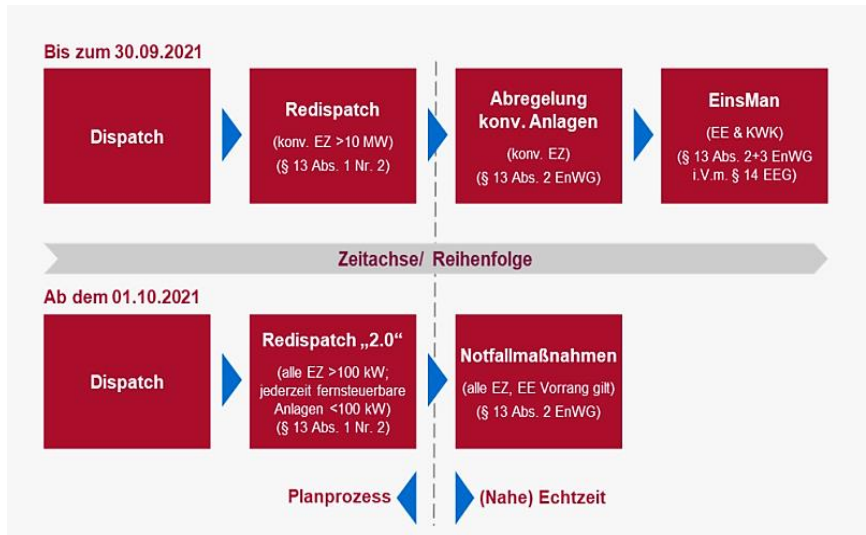 Bis zum 30.09.2021
Dispatch
Redispatch
(konv. EZ >10 MW)
(§ 13 Abs. 1 Nr. 2)
Abregelung
konv. Anlagen
(konv. EZ)
(§ 13 Abs. 2 EnWG)
EinsMan
(EE & KWK)
(§ 13 Abs. 2+3 EnWG
i.V.m. § 14 EEG)
Zeitachse/ Reihenfolge
Ab dem 01.10.2021
Dispatch
Redispatch „2.0“
(alle EZ >100 kW;
jederzeit fernsteuerbare
Anlagen <100 kW)
(§ 13 Abs. 1 Nr. 2)
Notfallmaßnahmen
(alle EZ, EE Vorrang gilt)
(§ 13 Abs. 2 EnWG)
Planprozess
(Nahe) Echtzeit